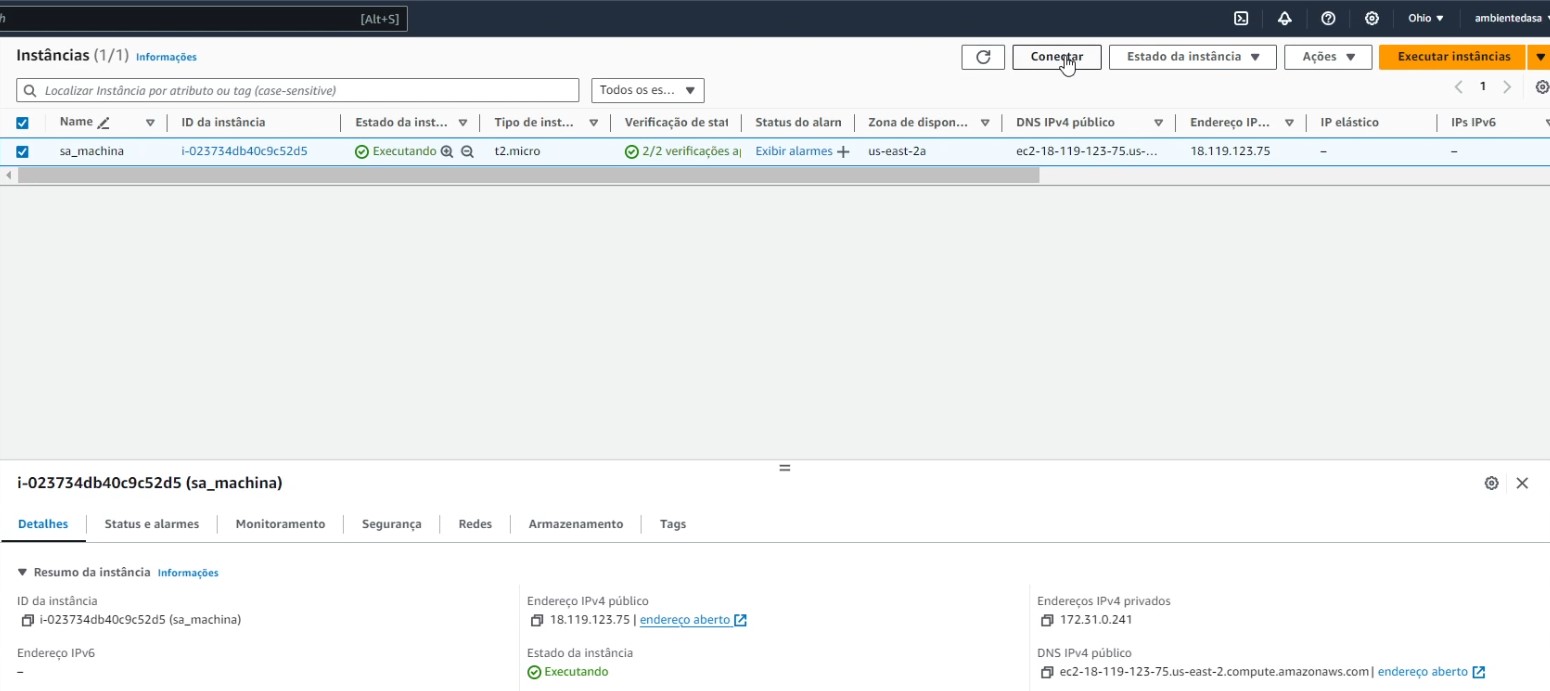 h [Alt+S] Ohio ambientedasa
Instâncias (1/1) Informações Conectar Estado da instância Ações Executar instâncias
Localizar Instância por atributo ou tag (case-sensitive) Todos os es... 1
Name ID da instância Estado da inst... Tipo de inst... Verificação de stat Status do alarn Zona de dispon... DNS IPv4 público Endereço IP... IP elástico IPs IPv6
sa_machina i-023734db40c9c52d5 Executando t2.micro 2/2 verificações a Exibir alarmes us-east-2a ec2-18-119-123-75.us-... 18.119.123.75 – –
i-023734db40c9c52d5 (sa_machina)
Detalhes Status e alarmes Monitoramento Segurança Redes Armazenamento Tags
Resumo da instância Informações
ID da instância Endereço IPv4 público Endereços IPv4 privados
i-023734db40c9c52d5 (sa_machina) 18.119.123.75 | endereço aberto 172.31.0.241
Endereço IPv6 Estado da instância DNS IPv4 público
– Executando ec2-18-119-123-75.us-east-2.compute.amazonaws.com | endereço aberto